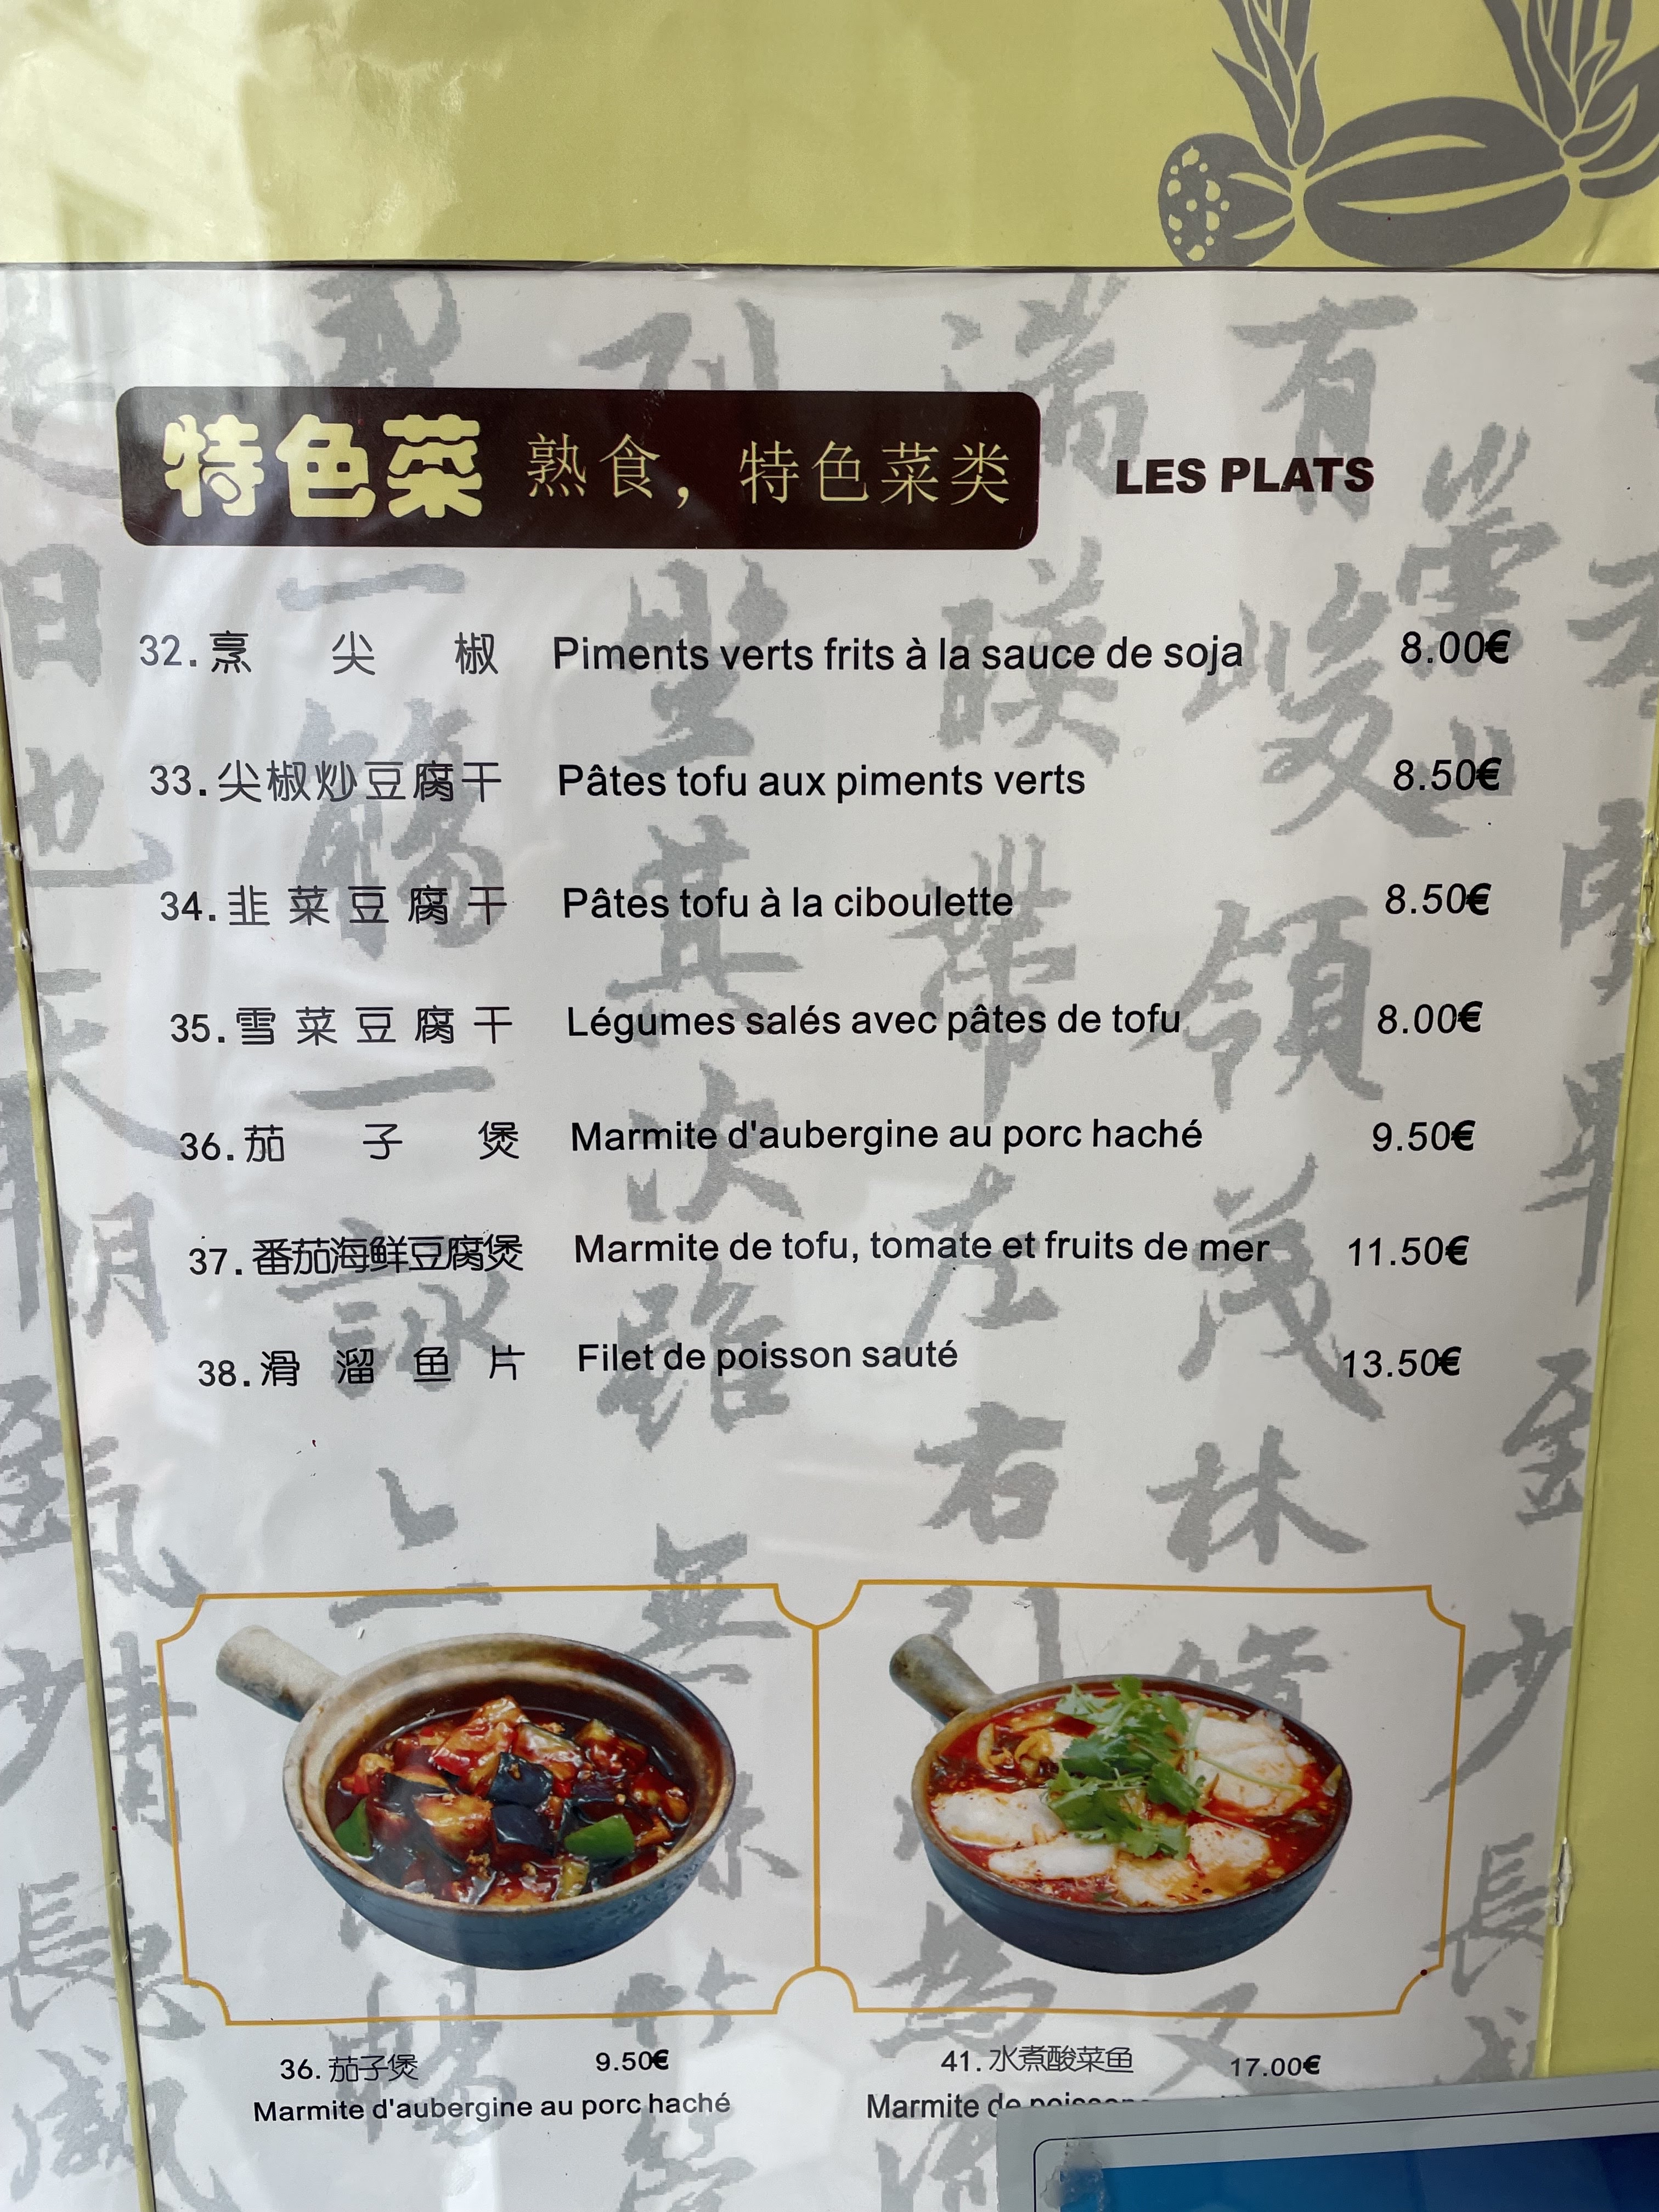 特色菜 熟食，特色菜类 LES PLATS
32. 烹尖椒 Piments verts frits à la sauce de soja 8.00€
33. 尖椒炒豆腐干 Pâtes tofu aux piments verts 8.50€
34. 韭菜豆腐干 Pâtes tofu à la ciboulette 8.50€
35. 雪菜豆腐干 Légumes salés avec pâtes de tofu 8.00€
36. 茄子煲 Marmite d'aubergine au porc haché 9.50€
37. 番茄海鲜豆腐煲 Marmite de tofu, tomate et fruits de mer 11.50€
38. 滑溜鱼片 Filet de poisson sauté 13.50€
36. 茄子煲 9.50€
Marmite d'aubergine au porc haché
41. 水煮酸菜鱼 17.00€
Marmite de